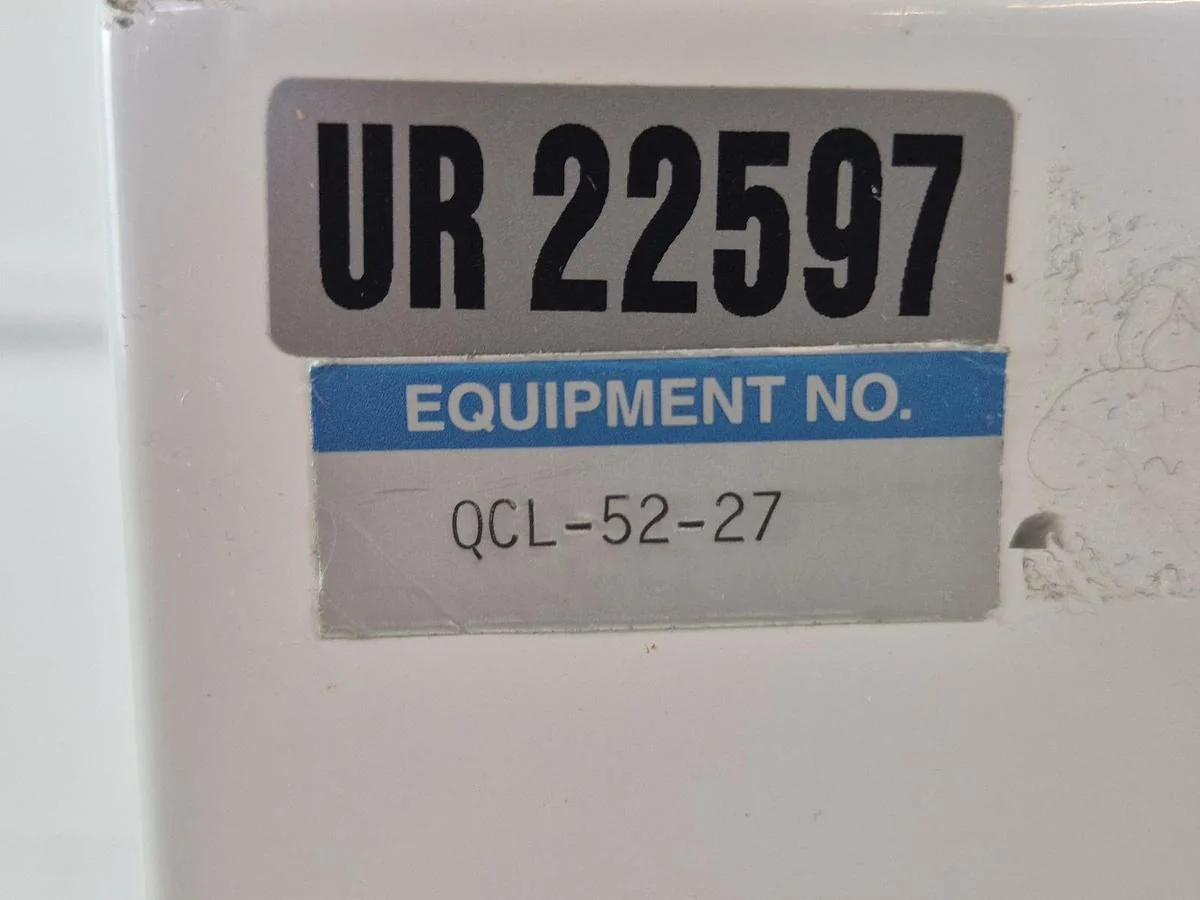 UR 22597
EQUIPMENT NO.
QCL-52-27